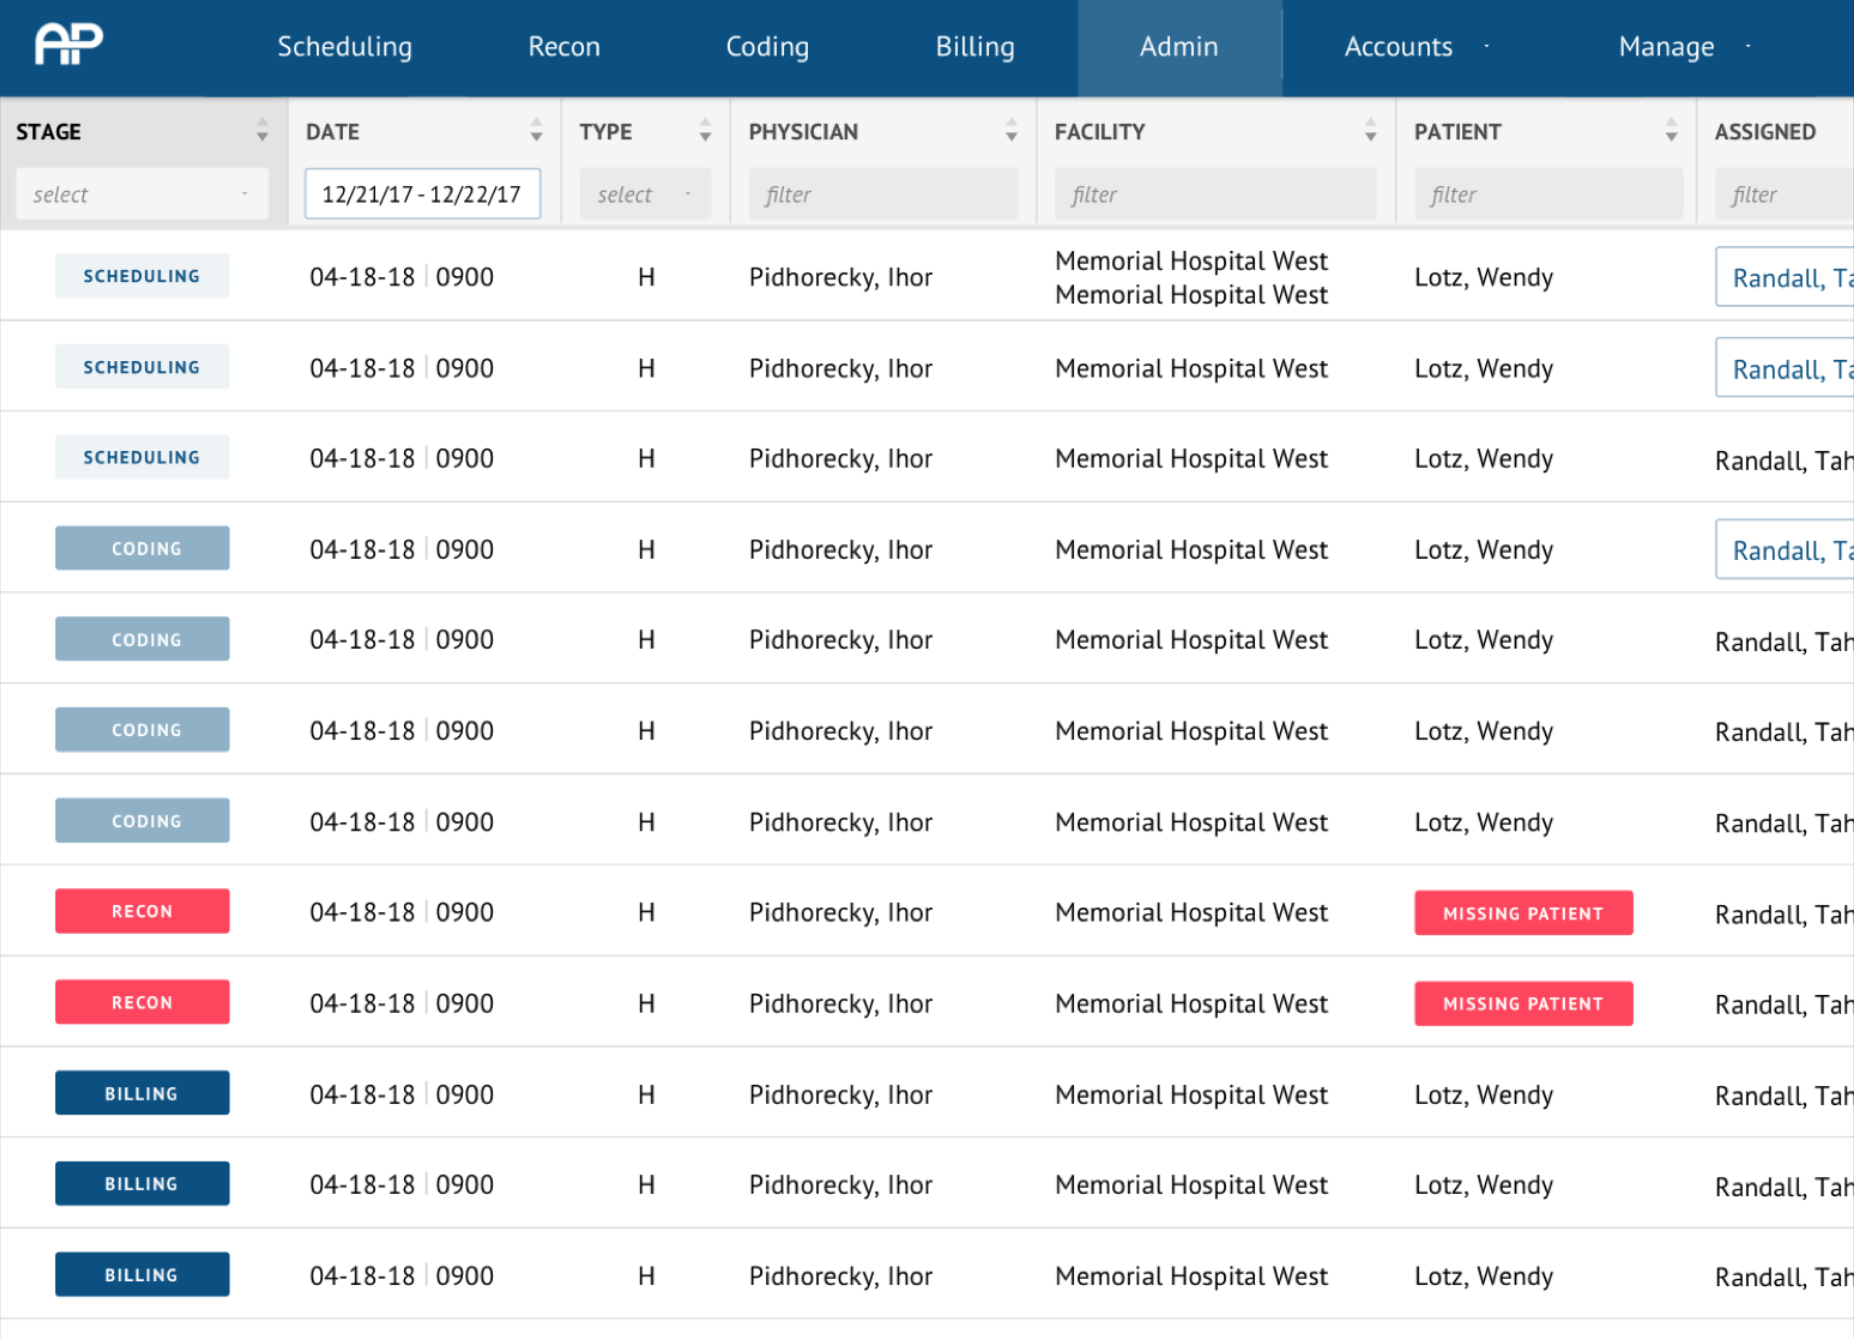 AP
Scheduling Recon Coding Billing Admin Accounts Manage
STAGE DATE TYPE PHYSICIAN FACILITY PATIENT ASSIGNED
select 12/21/17 - 12/22/17 select filter filter filter filter
SCHEDULING 04-18-18 | 0900 H Pidhorecky, Ihor Memorial Hospital West Lotz, Wendy Randall, Ta
Memorial Hospital West
SCHEDULING 04-18-18 | 0900 H Pidhorecky, Ihor Memorial Hospital West Lotz, Wendy Randall, Ta
SCHEDULING 04-18-18 | 0900 H Pidhorecky, Ihor Memorial Hospital West Lotz, Wendy Randall, Tah
CODING 04-18-18 | 0900 H Pidhorecky, Ihor Memorial Hospital West Lotz, Wendy Randall, Ta
CODING 04-18-18 | 0900 H Pidhorecky, Ihor Memorial Hospital West Lotz, Wendy Randall, Tah
CODING 04-18-18 | 0900 H Pidhorecky, Ihor Memorial Hospital West Lotz, Wendy Randall, Tah
CODING 04-18-18 | 0900 H Pidhorecky, Ihor Memorial Hospital West Lotz, Wendy Randall, Tah
RECON 04-18-18 | 0900 H Pidhorecky, Ihor Memorial Hospital West MISSING PATIENT Randall, Tah
RECON 04-18-18 | 0900 H Pidhorecky, Ihor Memorial Hospital West MISSING PATIENT Randall, Tah
BILLING 04-18-18 | 0900 H Pidhorecky, Ihor Memorial Hospital West Lotz, Wendy Randall, Tah
BILLING 04-18-18 | 0900 H Pidhorecky, Ihor Memorial Hospital West Lotz, Wendy Randall, Tah
BILLING 04-18-18 | 0900 H Pidhorecky, Ihor Memorial Hospital West Lotz, Wendy Randall, Tah